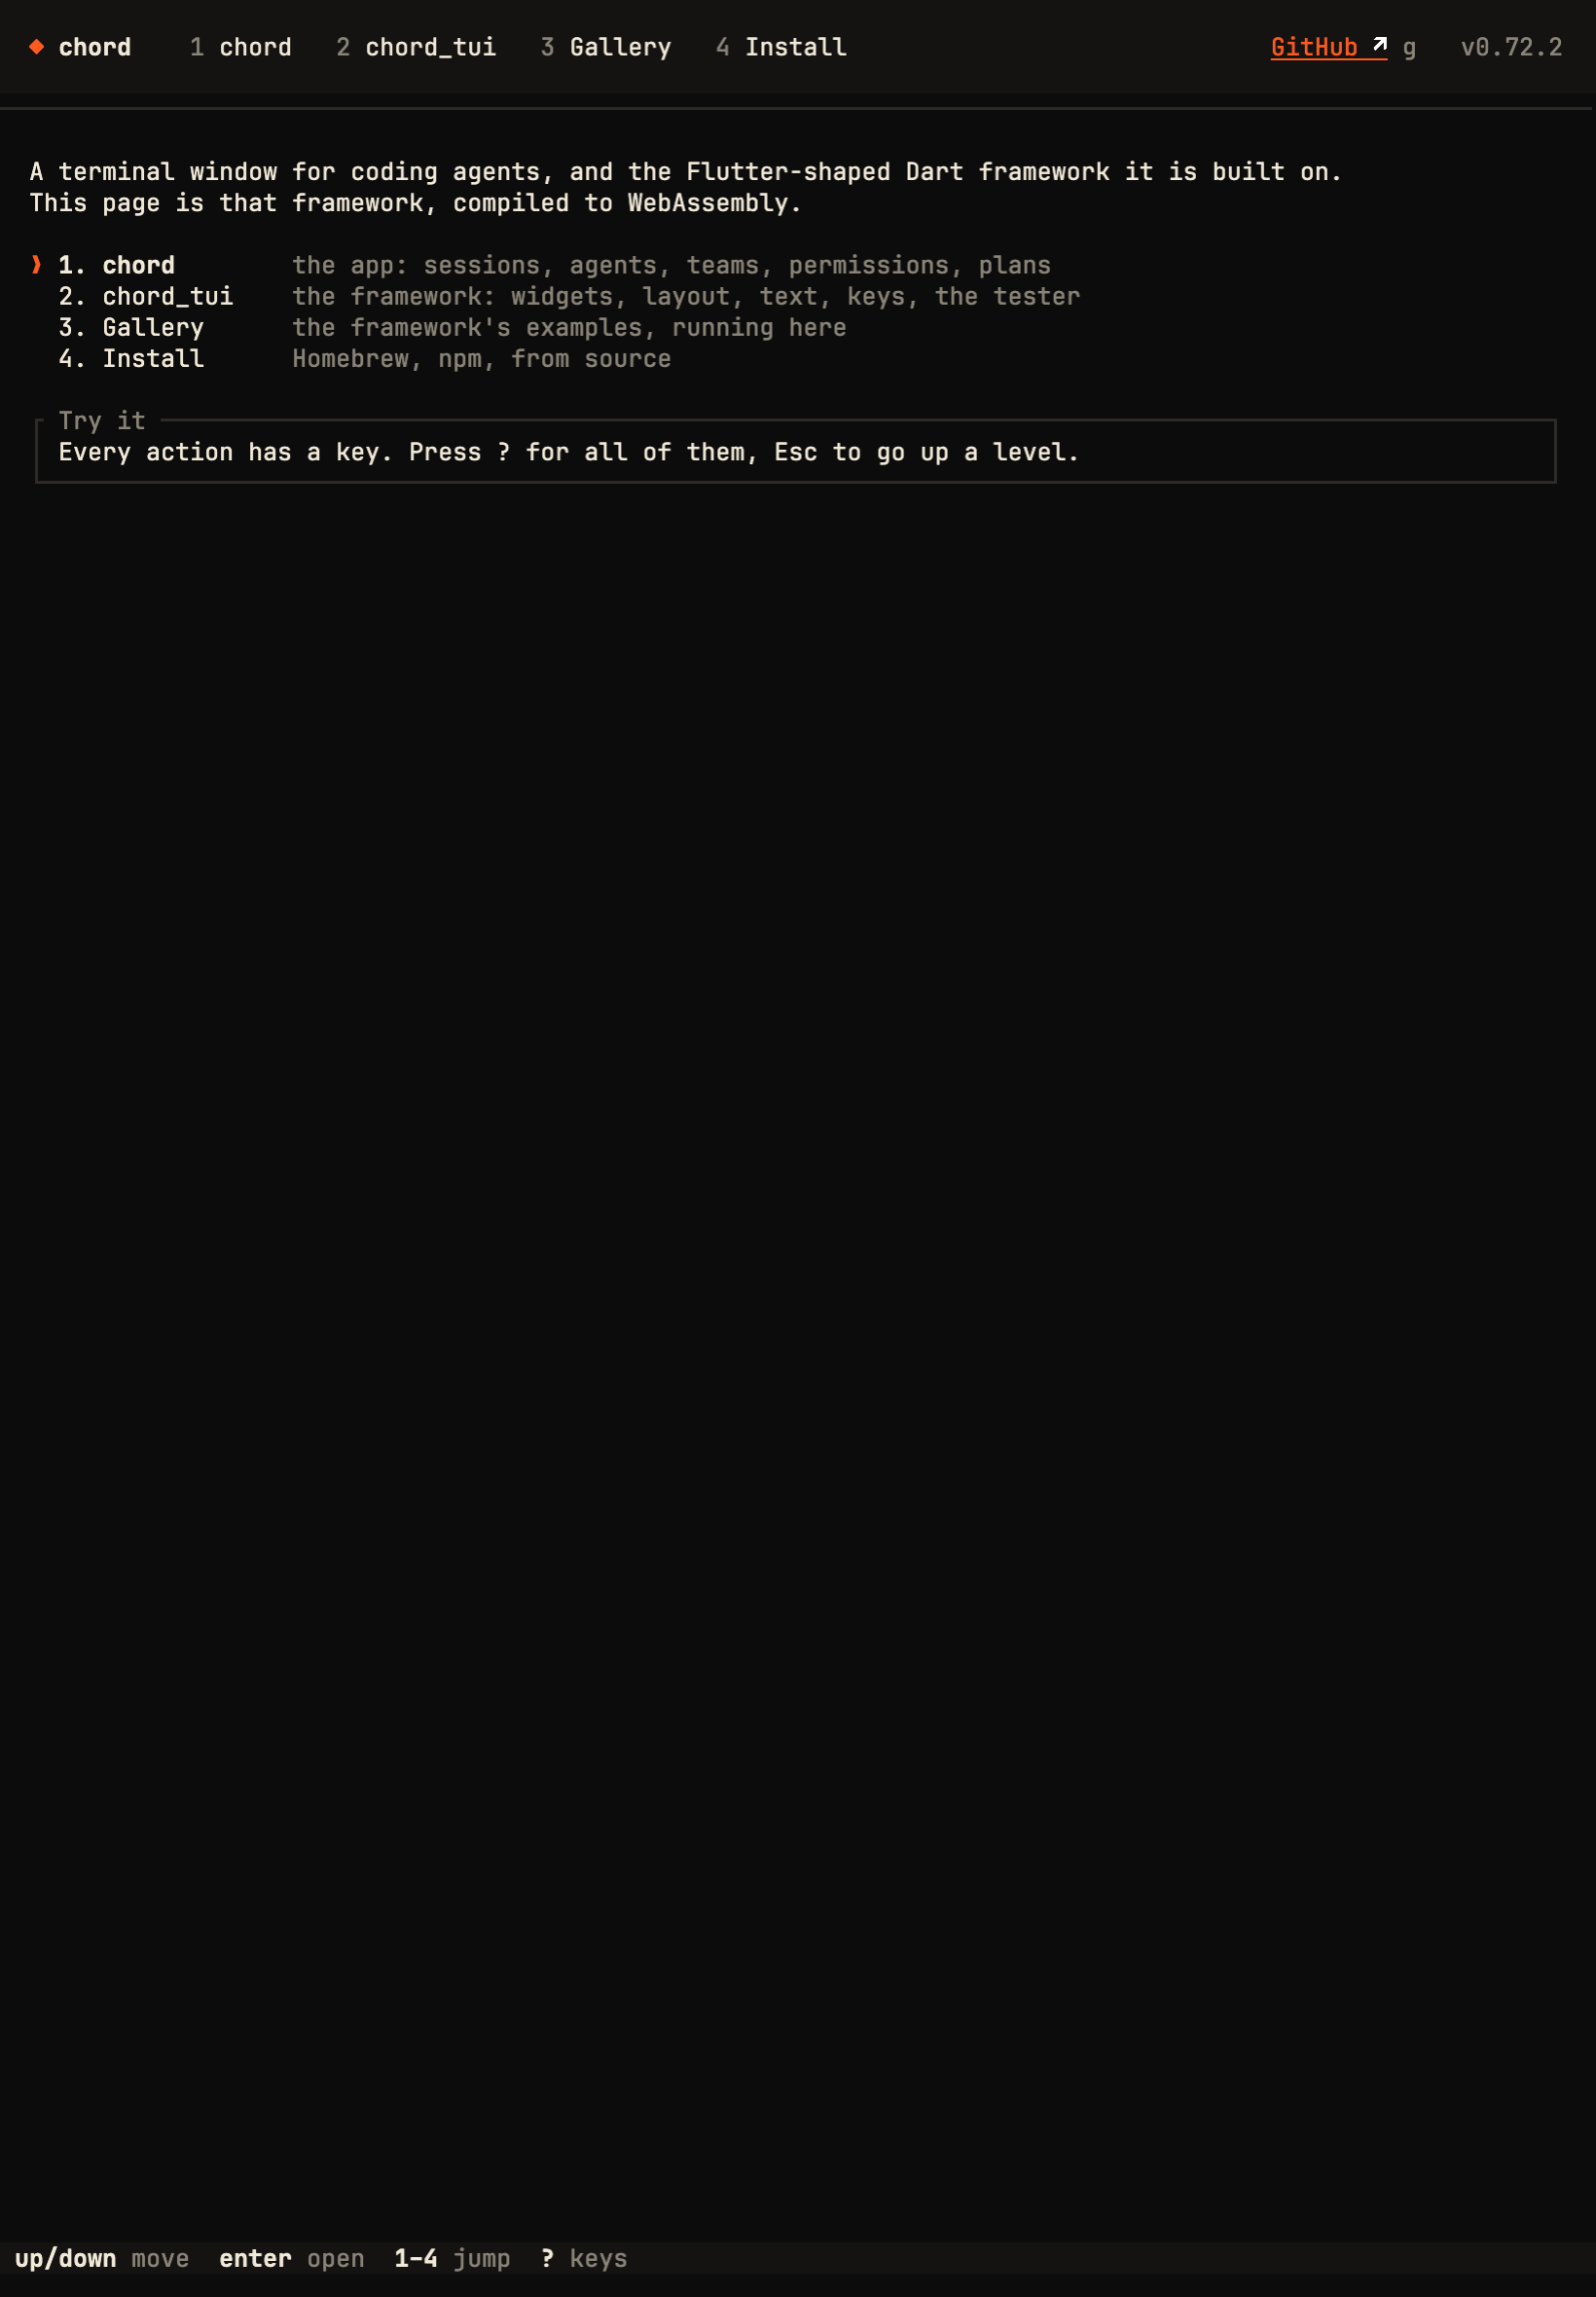 ◆ chord 1 chord 2 chord_tui 3 Gallery 4 Install GitHub ↗ g v0.72.2
A terminal window for coding agents, and the Flutter-shaped Dart framework it is built on.
This page is that framework, compiled to WebAssembly.
❯ 1. chord the app: sessions, agents, teams, permissions, plans
2. chord_tui the framework: widgets, layout, text, keys, the tester
3. Gallery the framework's examples, running here
4. Install Homebrew, npm, from source
Try it
Every action has a key. Press ? for all of them, Esc to go up a level.
up/down move enter open 1-4 jump ? keys